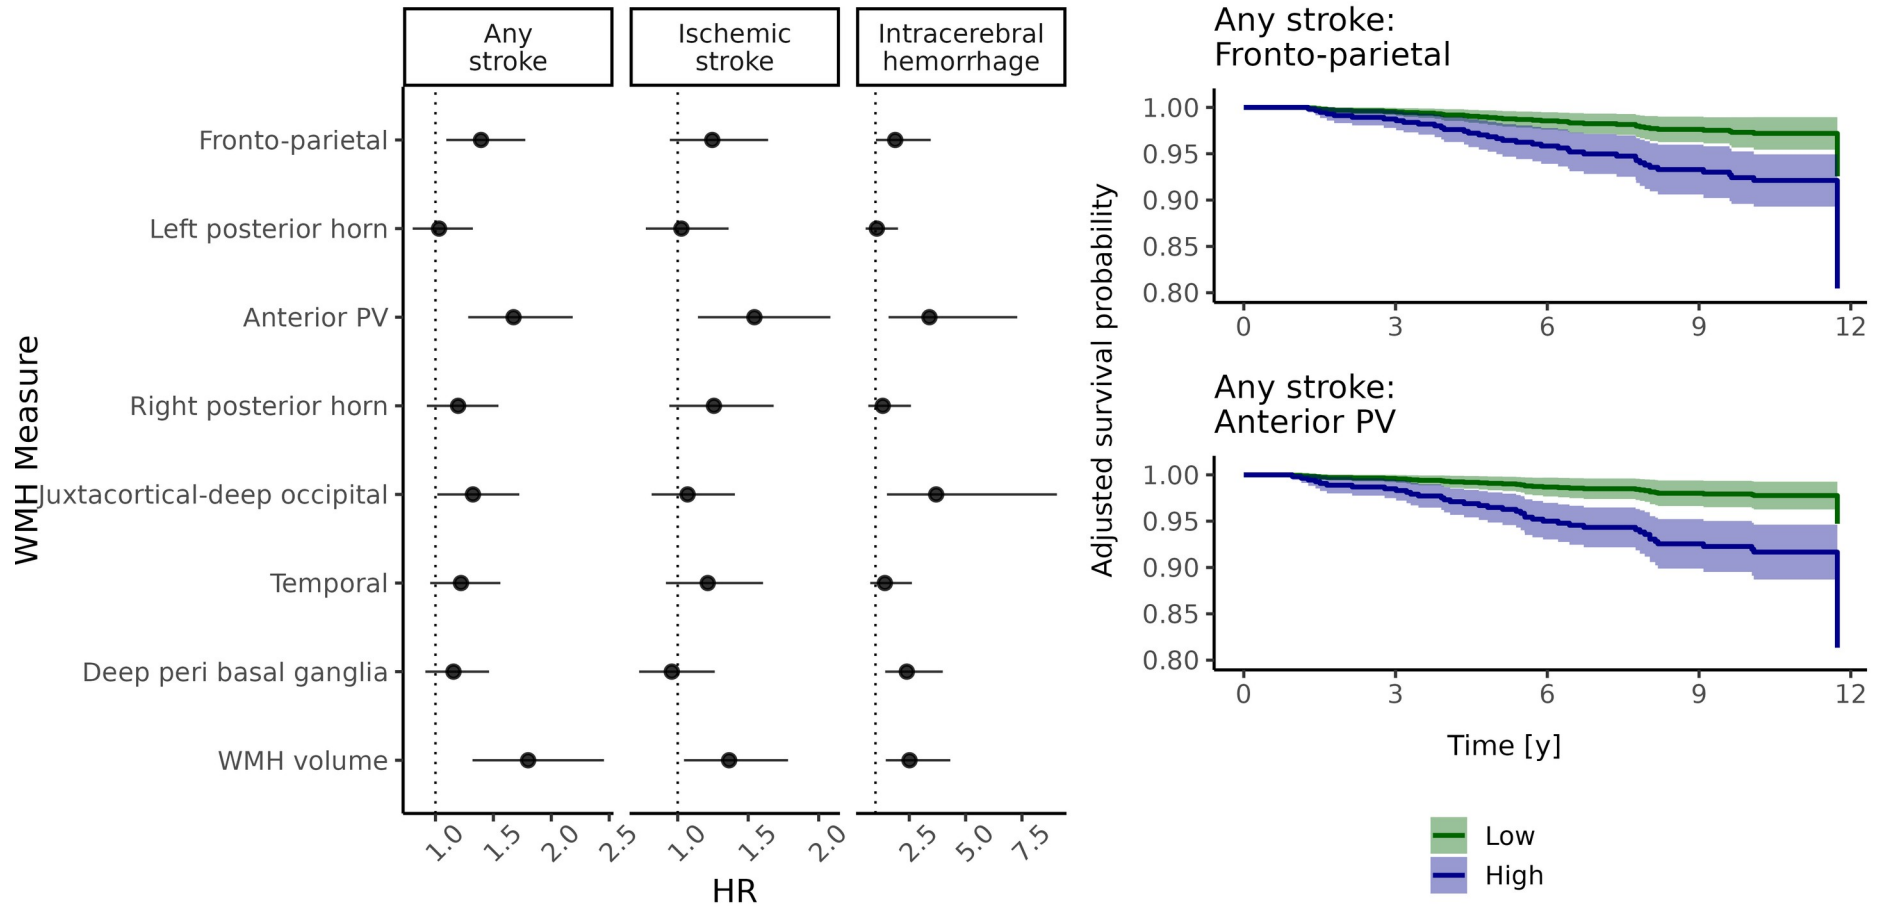 Any
stroke
Ischemic
stroke
Intracerebral
hemorrhage
WMH Measure
Fronto-parietal
Left posterior horn
Anterior PV
Right posterior horn
Juxtacortical-deep occipital
Temporal
Deep peri basal ganglia
WMH volume
1.0 1.5 2.0 2.5
1.0 1.5 2.0
2.5 5.0 7.5
HR
Adjusted survival probability
Any stroke:
Fronto-parietal
1.00
0.95
0.90
0.85
0.80
0 3 6 9 12
Any stroke:
Anterior PV
1.00
0.95
0.90
0.85
0.80
0 3 6 9 12
Time [y]
Low
High